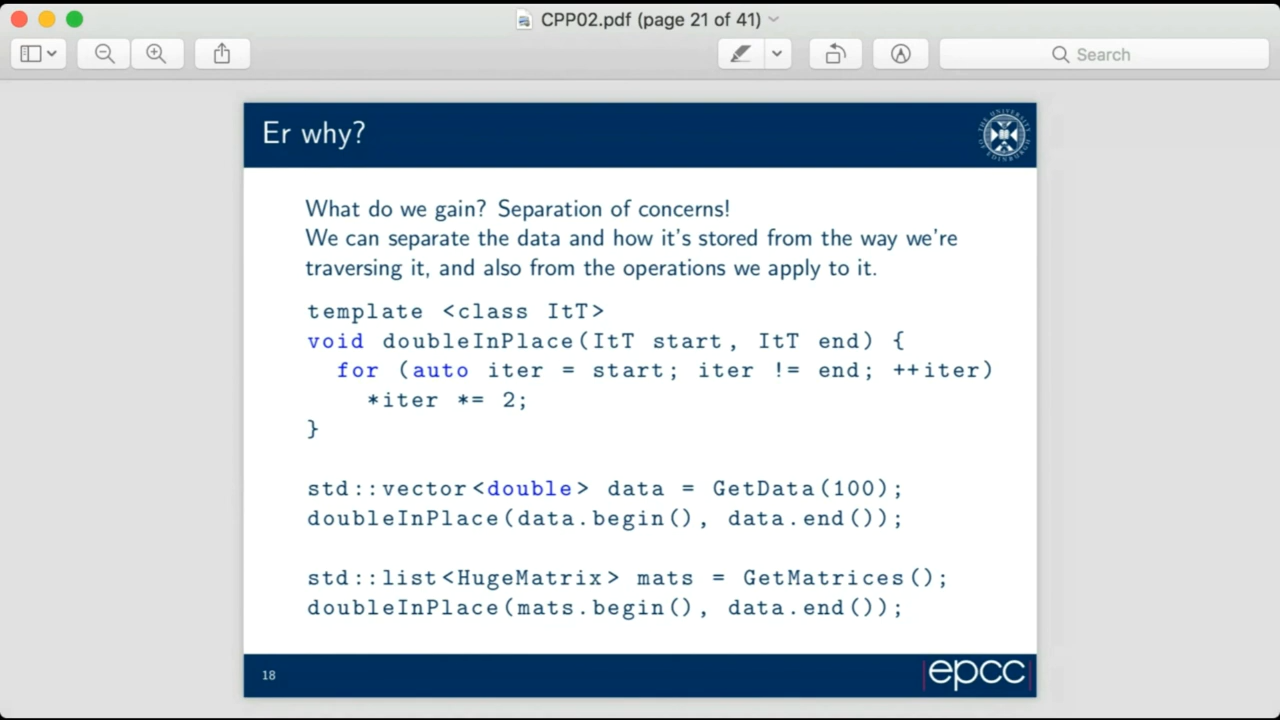 CPP02.pdf (page 21 of 41)
Search
Er why?
THE UNIVERSITY OF EDINBURGH
What do we gain? Separation of concerns!
We can separate the data and how it's stored from the way we're
traversing it, and also from the operations we apply to it.
template <class ItT>
void doubleInPlace(ItT start, ItT end) {
for (auto iter = start; iter != end; ++iter)
*iter *= 2;
}
std::vector<double> data = GetData(100);
doubleInPlace(data.begin(), data.end());
std::list<HugeMatrix> mats = GetMatrices();
doubleInPlace(mats.begin(), data.end());
18
epcc